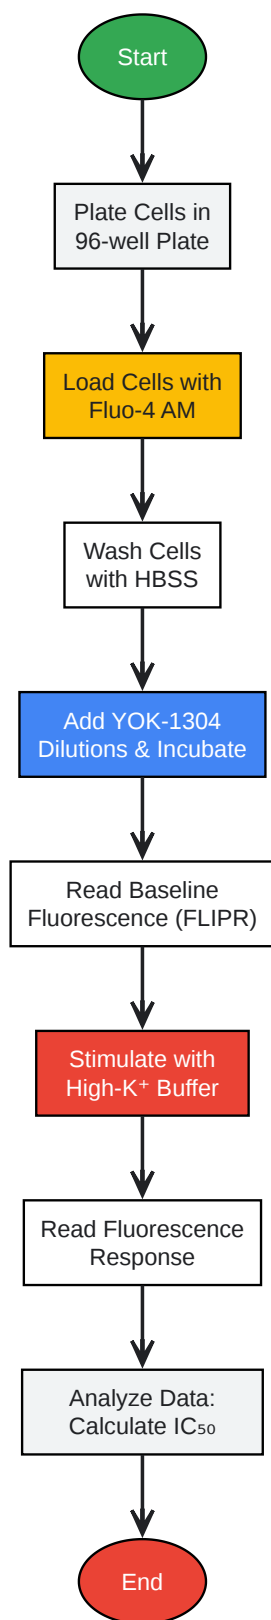 Start
Plate Cells in
96-well Plate
Load Cells with
Fluo-4 AM
Wash Cells
with HBSS
Add YOK-1304
Dilutions & Incubate
Read Baseline
Fluorescence (FLIPR)
Stimulate with
High-K⁺ Buffer
Read Fluorescence
Response
Analyze Data:
Calculate IC₅₀
End